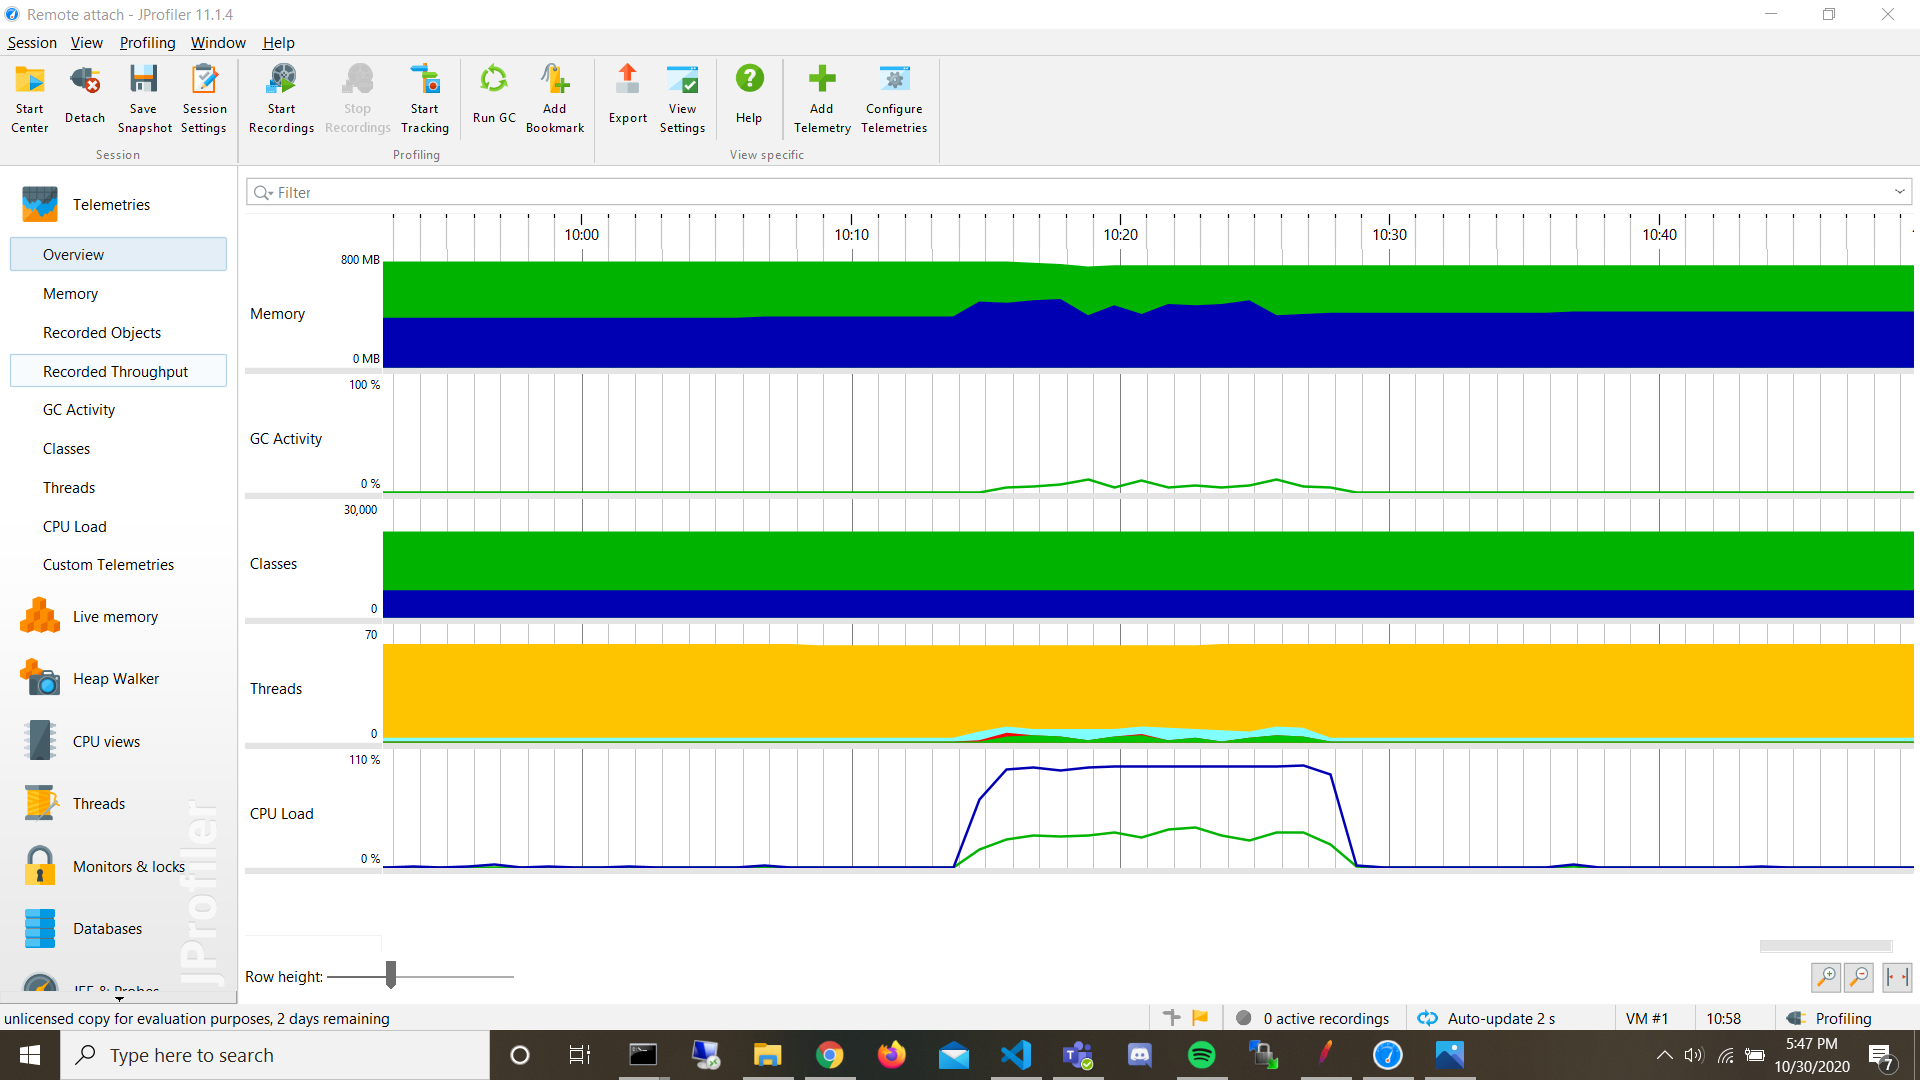 Remote attach - JProfiler 11.1.4
Session View Profiling Window Help
Start Center
Detach
Save Snapshot
Session Settings
Start Recordings
Stop Recordings
Start Tracking
Run GC
Add Bookmark
Export
View Settings
Help
Add Telemetry
Configure Telemetries
Session
Profiling
View specific
Telemetries
Overview
Memory
Recorded Objects
Recorded Throughput
GC Activity
Classes
Threads
CPU Load
Custom Telemetries
Live memory
Heap Walker
CPU views
Threads
Monitors & locks
Databases
JEE & Probes
JProfiler
Filter
10:00 10:10 10:20 10:30 10:40
800 MB
Memory
0 MB
100 %
GC Activity
0 %
30,000
Classes
0
70
Threads
0
110 %
CPU Load
0 %
Row height:
unlicensed copy for evaluation purposes, 2 days remaining
0 active recordings
Auto-update 2 s
VM #1
10:58
Profiling
Type here to search
5:47 PM
10/30/2020
7